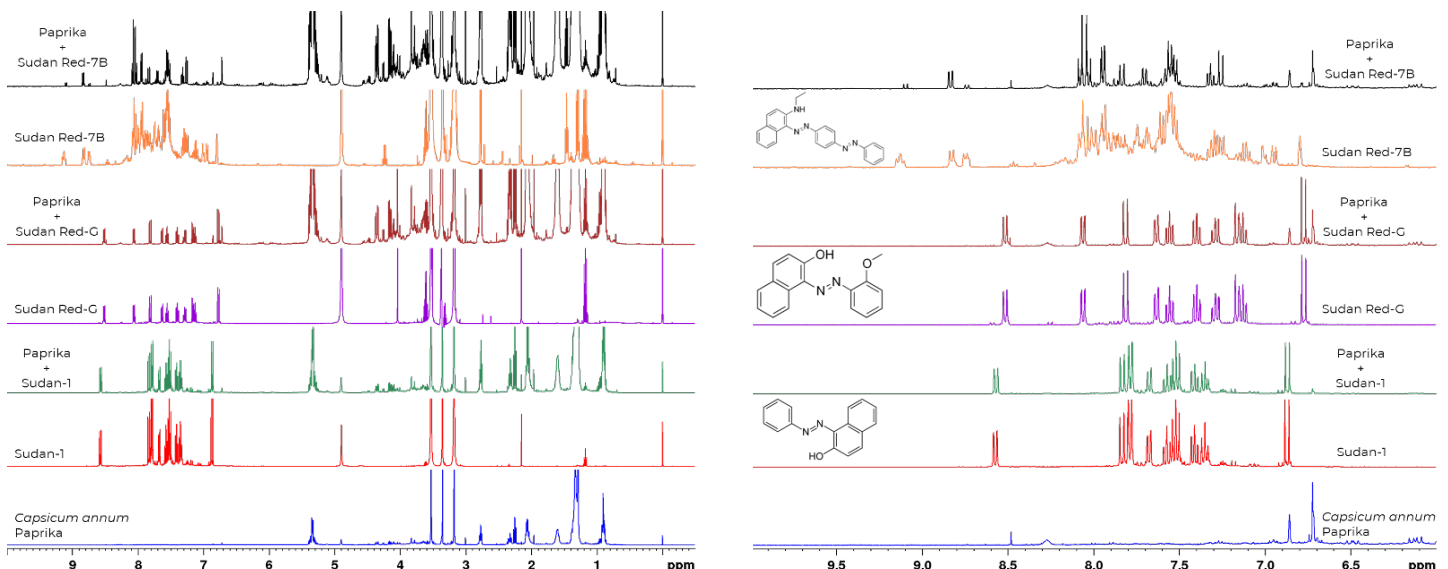 Paprika
+
Sudan Red-7B
Sudan Red-7B
Paprika
+
Sudan Red-G
Sudan Red-G
Paprika
+
Sudan-1
Sudan-1
Capsicum annum
Paprika
9 8 7 6 5 4 3 2 1 ppm
Paprika
+
Sudan Red-7B
NH
N
N
N
N
Sudan Red-7B
Paprika
+
Sudan Red-G
OH
O
N
N
Sudan Red-G
Paprika
+
Sudan-1
N
N
HO
Sudan-1
Capsicum annum
Paprika
9.5 9.0 8.5 8.0 7.5 7.0 6.5 ppm